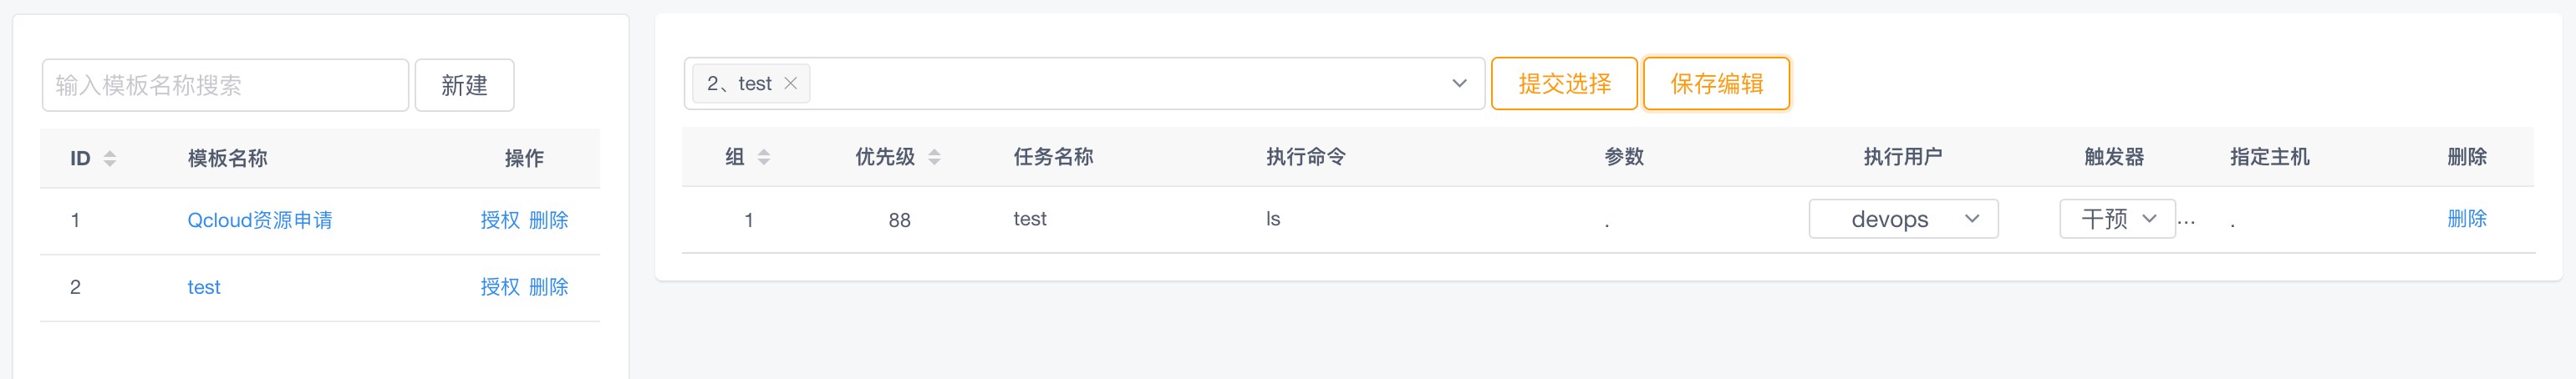 输入模板名称搜索 新建
ID 模板名称 操作
1 Qcloud资源申请 授权 删除
2 test 授权 删除
2、test 提交选择 保存编辑
组 优先级 任务名称 执行命令 参数 执行用户 触发器 指定主机 删除
1 88 test ls . devops 干预 ... . 删除